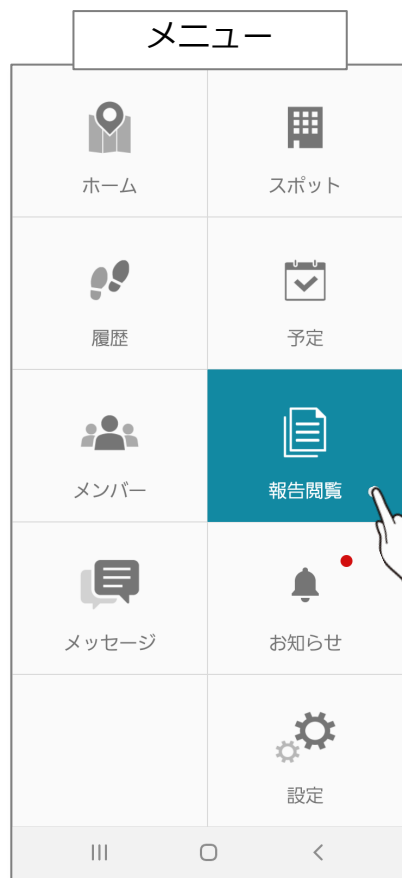 メニュー
ホーム
スポット
履歴
予定
メンバー
報告閲覧
メッセージ
お知らせ
設定